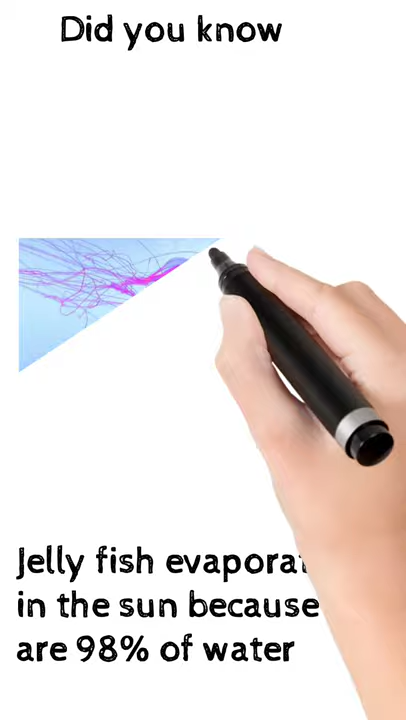 Did you know
Jelly fish evaporat
in the sun because
are 98% of water